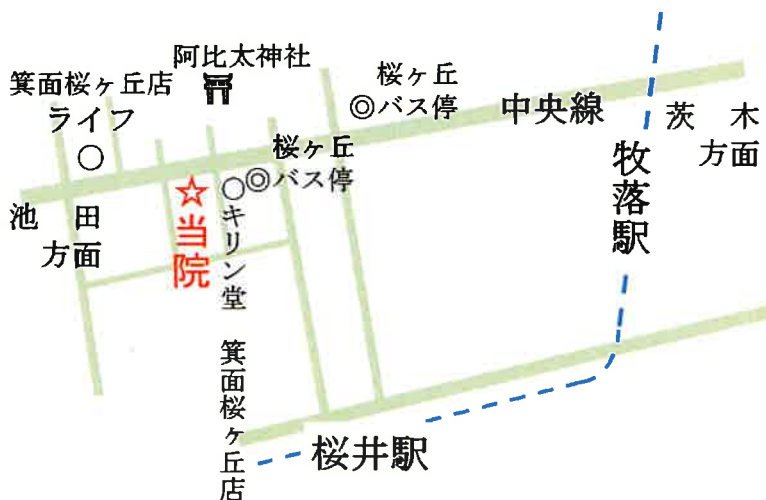 阿比太神社
箕面桜ヶ丘店
ライフ
桜ヶ丘
バス停
中央線
茨木
方面
牧落駅
桜ヶ丘
バス停
池田
方面
当院
キリン堂
箕面桜ヶ丘店
桜井駅